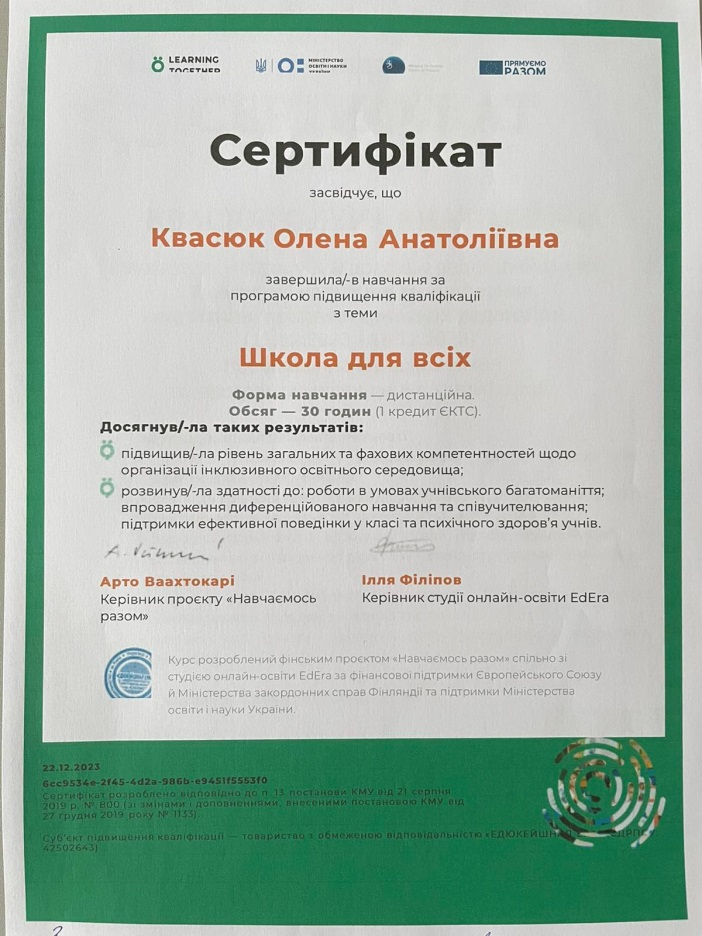 LEARNING
TOGETHER
МІНІСТЕРСТВО
ОСВІТИ І НАУКИ
УКРАЇНИ
ПРЯМУЄМО
РАЗОМ
Сертифікат
засвідчує, що
Квасюк Олена Анатоліївна
завершила/-в навчання за
програмою підвищення кваліфікації
з теми
Школа для всіх
Форма навчання — дистанційна.
Обсяг — 30 годин (1 кредит ЄКТС).
Досягнув/-ла таких результатів:
підвищив/-ла рівень загальних та фахових компетентностей щодо
організації інклюзивного освітнього середовища;
розвинув/-ла здатності до: роботи в умовах учнівського багатоманіття;
впровадження диференційованого навчання та співучителювання;
підтримки ефективної поведінки у класі та психічного здоров'я учнів.
Арто Ваахтокарі
Керівник проєкту «Навчаємось
разом»
Ілля Філіпов
Керівник студії онлайн-освіти EdEra
Курс розроблений фінським проєктом «Навчаємось разом» спільно зі
студією онлайн-освіти EdEra за фінансової підтримки Європейського Союзу
й Міністерства закордонних справ Фінляндії та підтримки Міністерства
освіти і науки України.
22.12.2023
6cc9534e-2f45-4d2a-986b-e9451f5553f0
Сертифікат розроблено відповідно до п. 13 постанови КМУ від 21 серпня
2019 р. № 800 (зі змінами і доповненнями, внесеними постановою КМУ від
27 грудня 2019 року № 1133).
Суб'єкт підвищення кваліфікації — товариство з обмеженою відповідальністю
42502643)